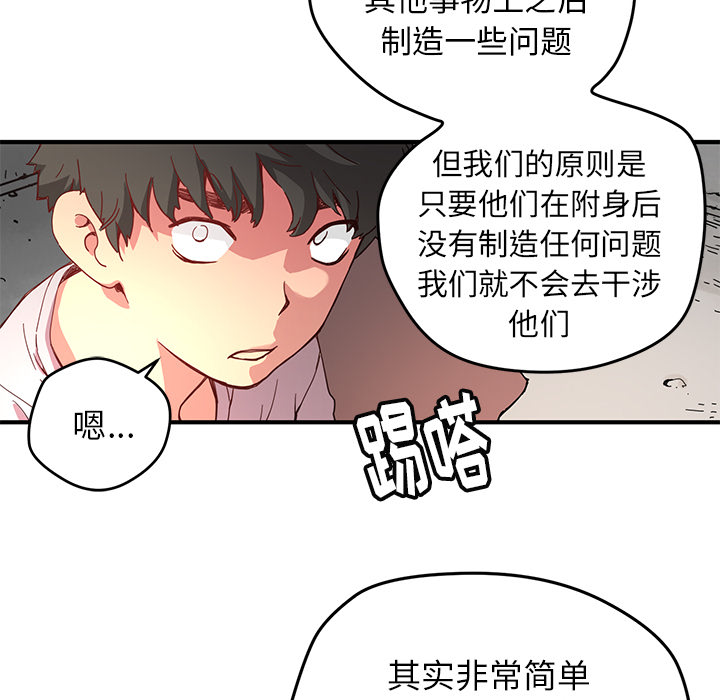 其他事物上之后
制造一些问题
但我们的原则是
只要他们在附身后
没有制造任何问题
我们就不会去干涉
他们
嗯…
踢嗒
其实非常简单